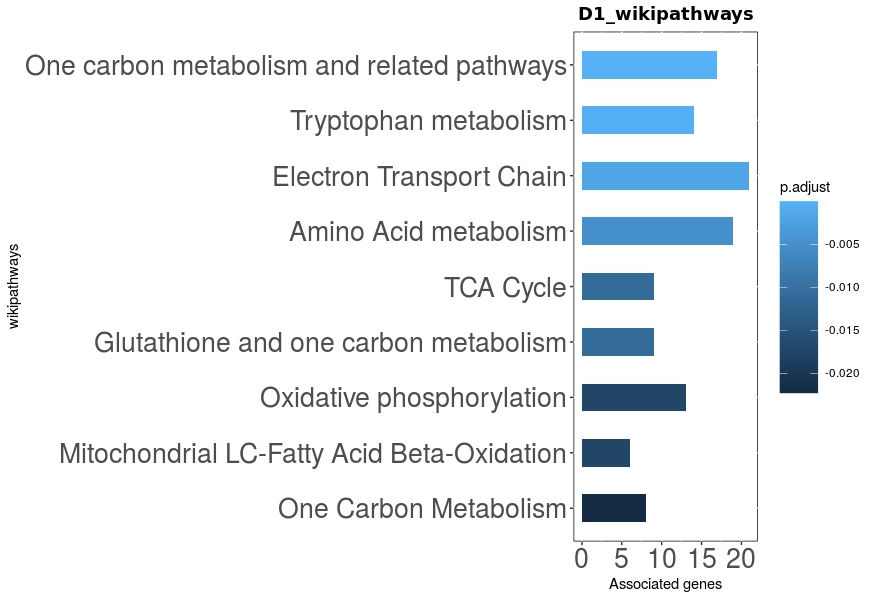 D1_wikipathways
wikipathways
One carbon metabolism and related pathways
Tryptophan metabolism
Electron Transport Chain
Amino Acid metabolism
TCA Cycle
Glutathione and one carbon metabolism
Oxidative phosphorylation
Mitochondrial LC-Fatty Acid Beta-Oxidation
One Carbon Metabolism
0 5 10 15 20
Associated genes
p.adjust
-0.005
-0.010
-0.015
-0.020